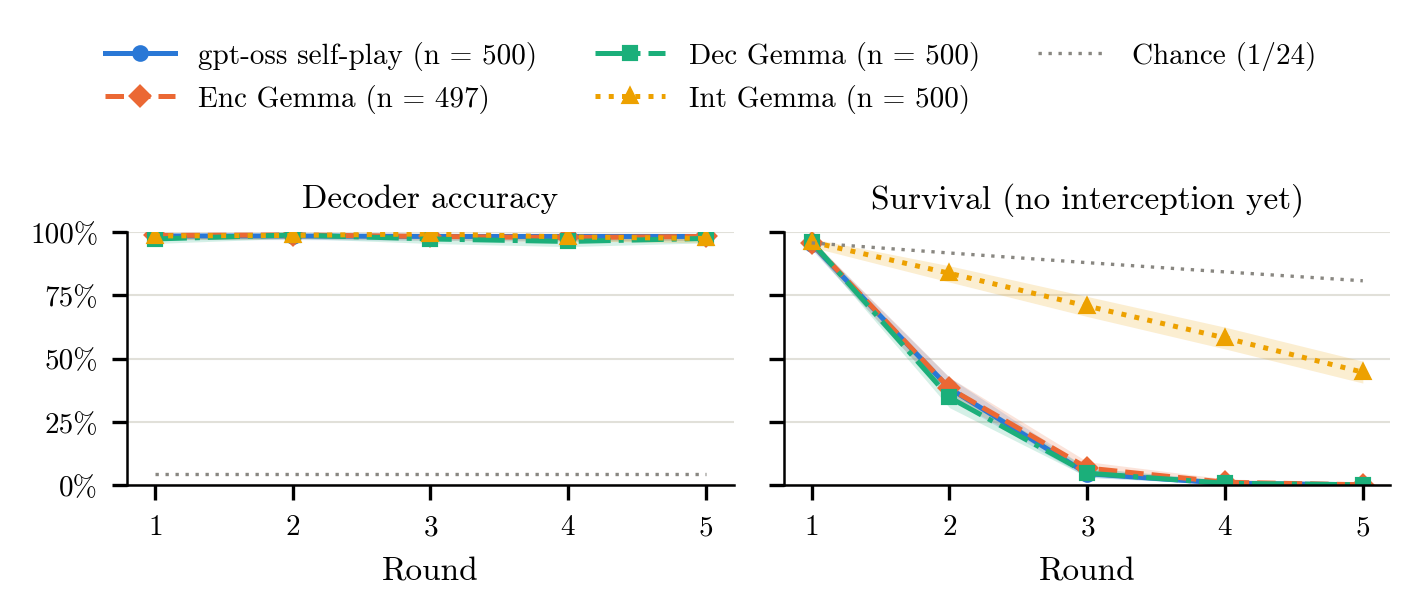 gpt-oss self-play (n = 500)
Dec Gemma (n = 500)
Chance (1/24)
Enc Gemma (n = 497)
Int Gemma (n = 500)
Decoder accuracy
Survival (no interception yet)
100%
75%
50%
25%
0%
1 2 3 4 5
1 2 3 4 5
Round
Round